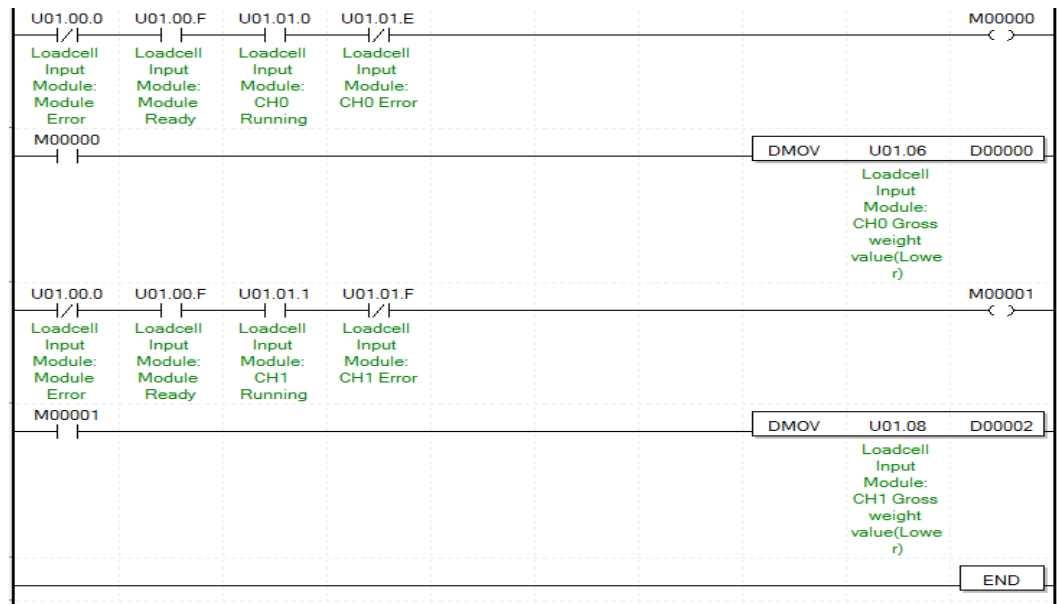 U01.00.0 U01.00.F U01.01.0 U01.01.E M00000
Loadcell Loadcell Loadcell Loadcell
Input Input Input Input
Module: Module: Module: Module:
Module Module CH0 CH0 Error
Error Ready Running
M00000
DMOV U01.06 D00000
Loadcell
Input
Module:
CH0 Gross
weight
value(Lowe
r)
U01.00.0 U01.00.F U01.01.1 U01.01.F M00001
Loadcell Loadcell Loadcell Loadcell
Input Input Input Input
Module: Module: Module: Module:
Module Module CH1 CH1 Error
Error Ready Running
M00001
DMOV U01.08 D00002
Loadcell
Input
Module:
CH1 Gross
weight
value(Lowe
r)
END